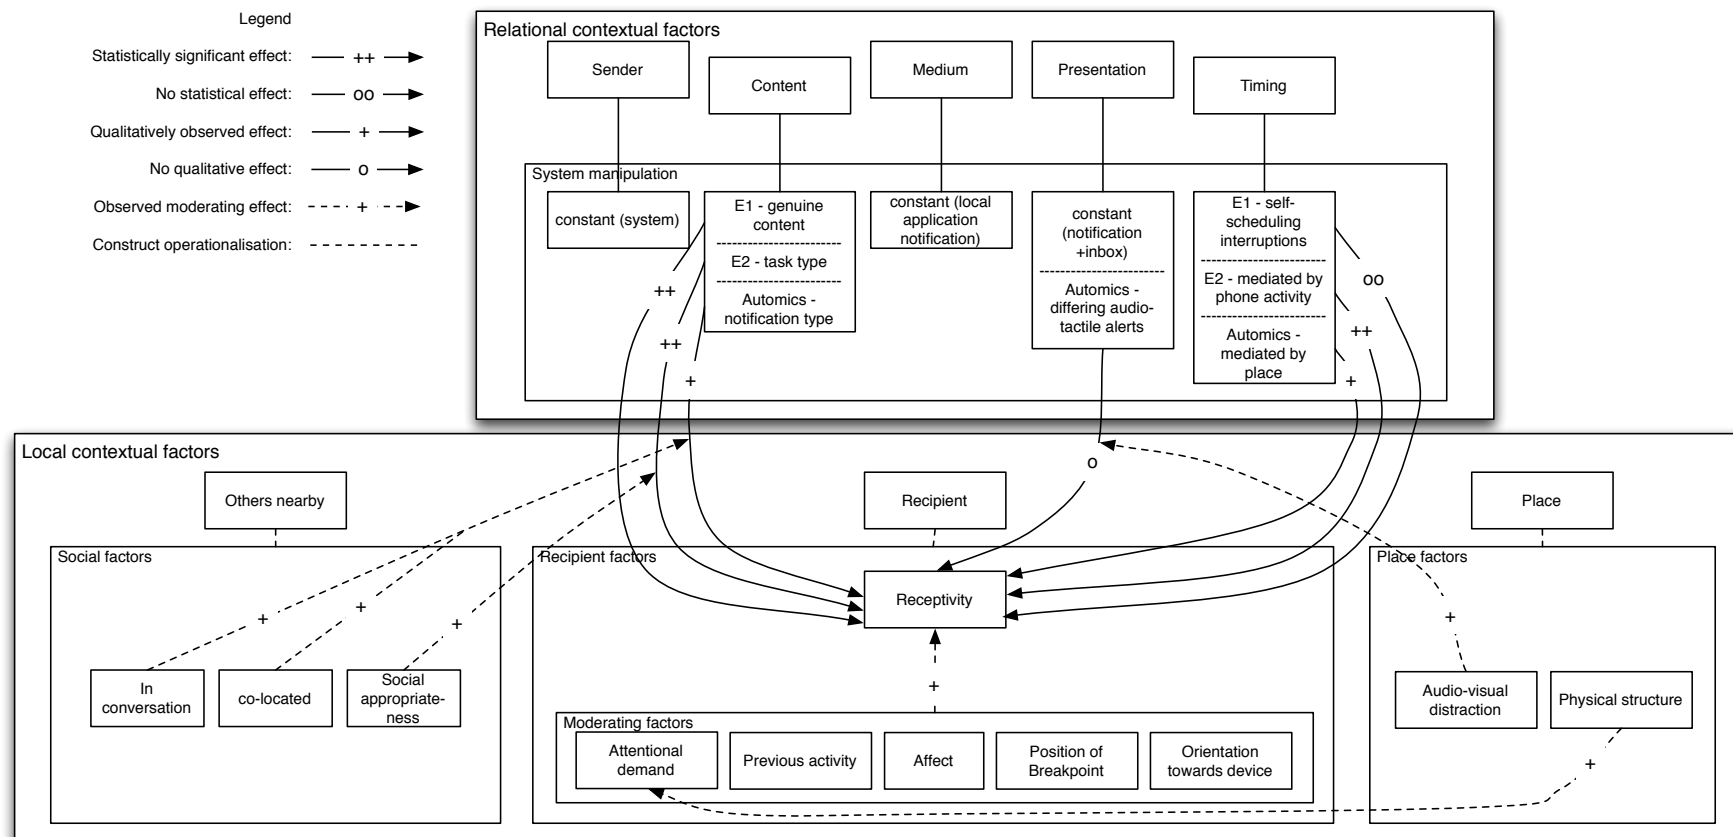 Legend
Statistically significant effect: ++
No statistical effect: oo
Qualitatively observed effect: +
No qualitative effect: o
Observed moderating effect: +
Construct operationalisation:
Relational contextual factors
Sender
Content
Medium
Presentation
Timing
System manipulation
constant (system)
E1 - genuine
content
E2 - task type
Automics -
notification type
constant (local
application
notification)
constant
(notification
+inbox)
Automics -
differing audio-
tactile alerts
E1 - self-
scheduling
interruptions
E2 - mediated by
phone activity
Automics -
mediated by
place
++
++
+
oo
++
+
Local contextual factors
o
Others nearby
Recipient
Place
Social factors
Recipient factors
Place factors
Receptivity
+
+
+
+
+
In
conversation
co-located
Social
appropriate-
ness
Audio-visual
distraction
Physical structure
Moderating factors
Attentional
demand
Previous activity
Affect
Position of
Breakpoint
Orientation
towards device
+